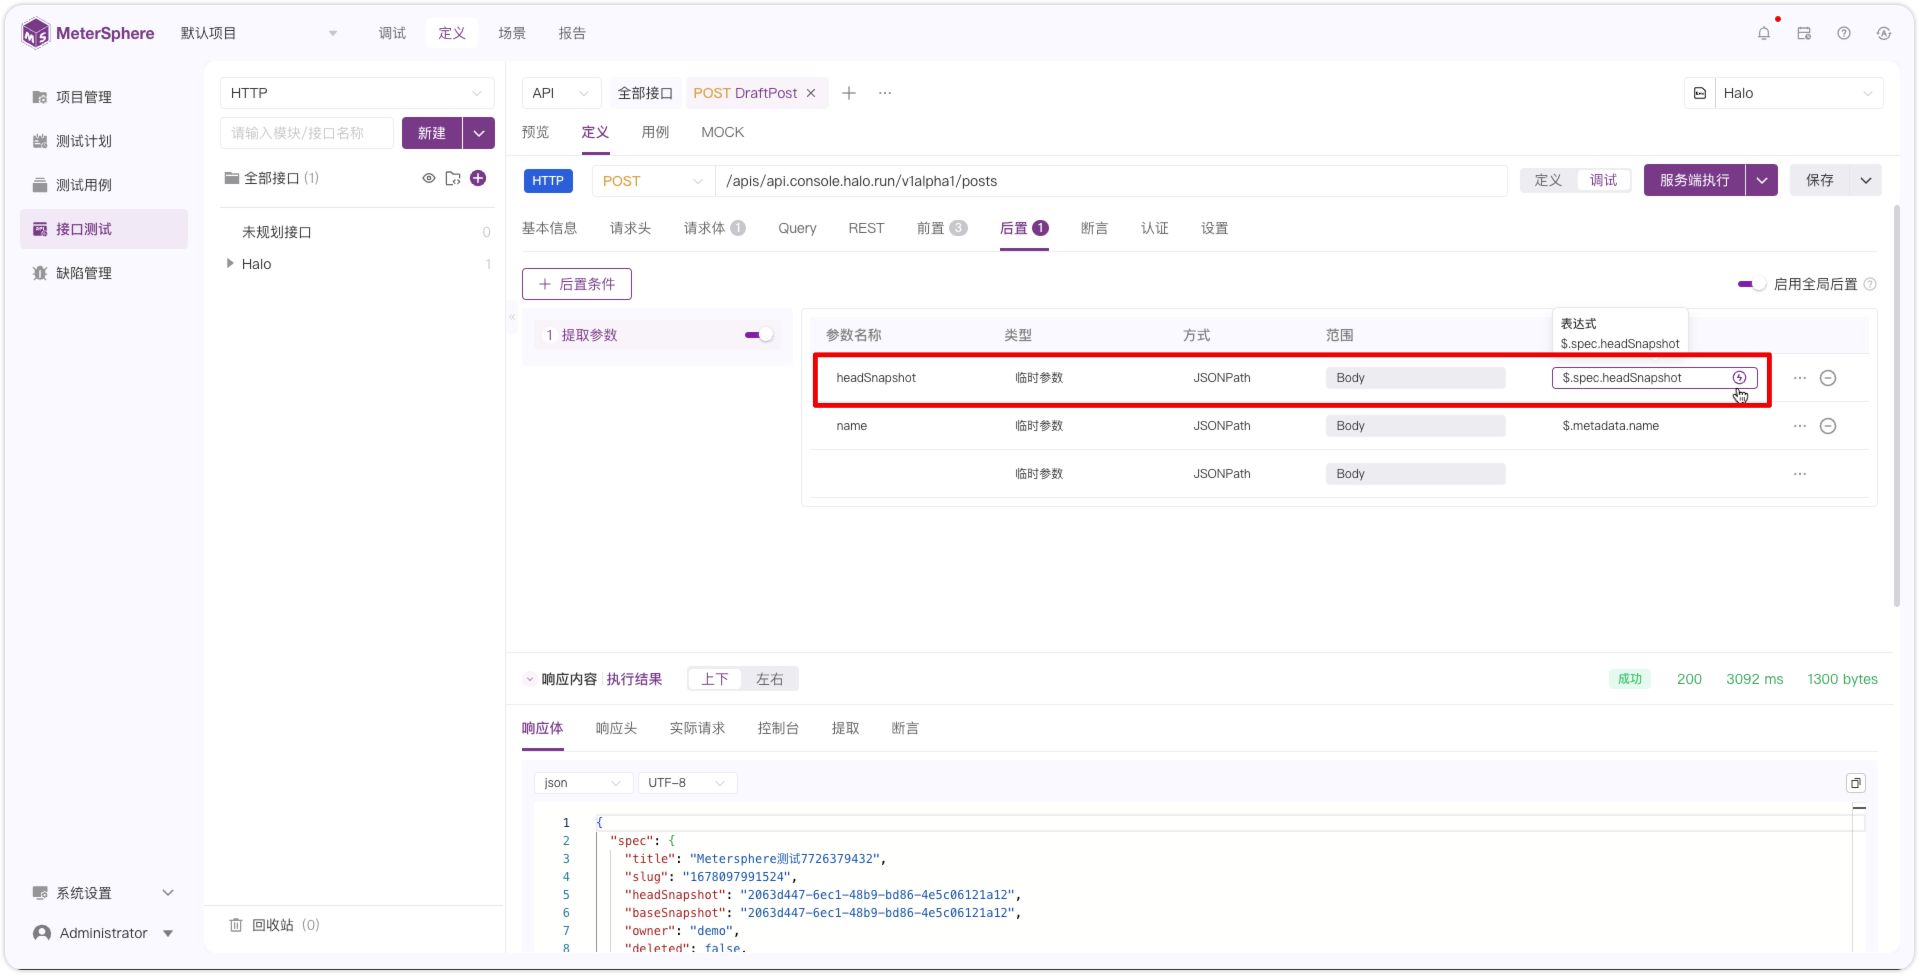 MeterSphere
默认项目
调试
定义
场景
报告
项目管理
测试计划
测试用例
接口测试
缺陷管理
系统设置
Administrator
HTTP
请输入模块/接口名称
新建
全部接口 (1)
未规划接口
0
Halo
1
回收站 (0)
API
全部接口
POST DraftPost
Halo
预览
定义
用例
MOCK
HTTP
POST
/apis/api.console.halo.run/v1alpha1/posts
定义
调试
服务端执行
保存
基本信息
请求头
请求体 1
Query
REST
前置 3
后置 1
断言
认证
设置
后置条件
启用全局后置
1 提取参数
参数名称
类型
方式
范围
表达式
$.spec.headSnapshot
headSnapshot
临时参数
JSONPath
Body
$.spec.headSnapshot
name
临时参数
JSONPath
Body
$.metadata.name
临时参数
JSONPath
Body
响应内容
执行结果
上下
左右
成功
200
3092 ms
1300 bytes
响应体
响应头
实际请求
控制台
提取
断言
json
UTF-8
1 {
2 "spec": {
3 "title": "Metersphere测试7726379432",
4 "slug": "1678097991524",
5 "headSnapshot": "2063d447-6ec1-48b9-bd86-4e5c06121a12",
6 "baseSnapshot": "2063d447-6ec1-48b9-bd86-4e5c06121a12",
7 "owner": "demo",
8 "deleted": false,